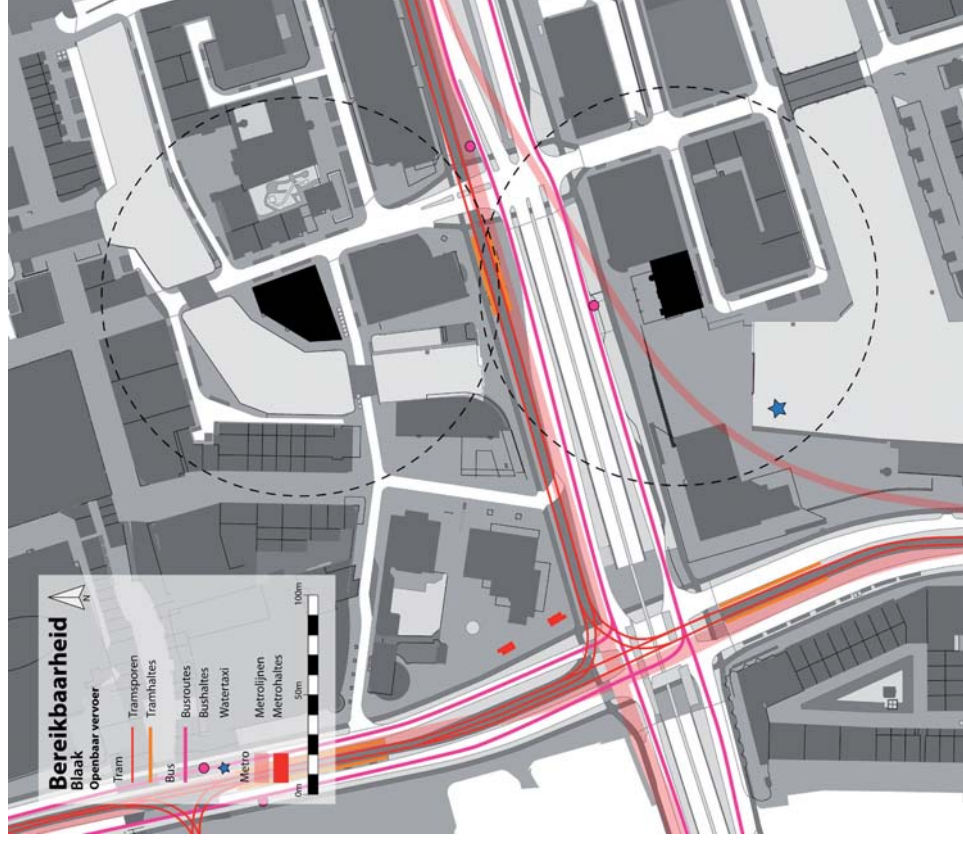 Bereikbaarheid
Blaak
Openbaar vervoer
Tram
Tramsporen
Tramhaltes
Bus
Busroutes
Bushaltes
Watertaxi
Metro
Metrolijnen
Metrohaltes
0m 50m 100m
N